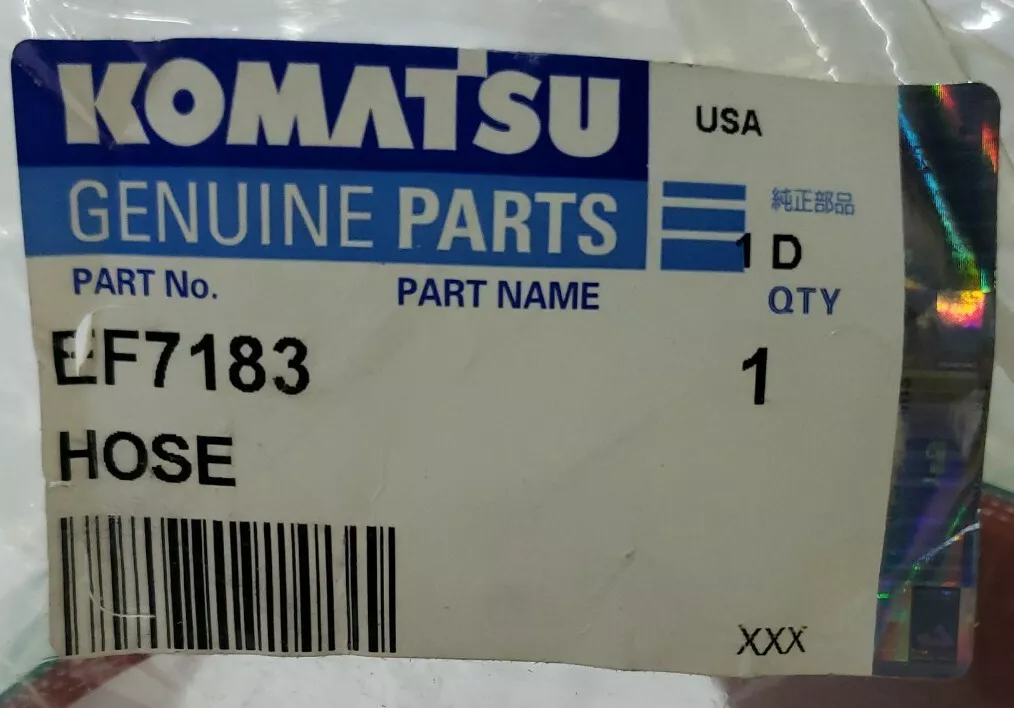 KOMATSU
USA
GENUINE PARTS
純正部品
1 D
PART No.
PART NAME
QTY
EF7183
1
HOSE
XXX